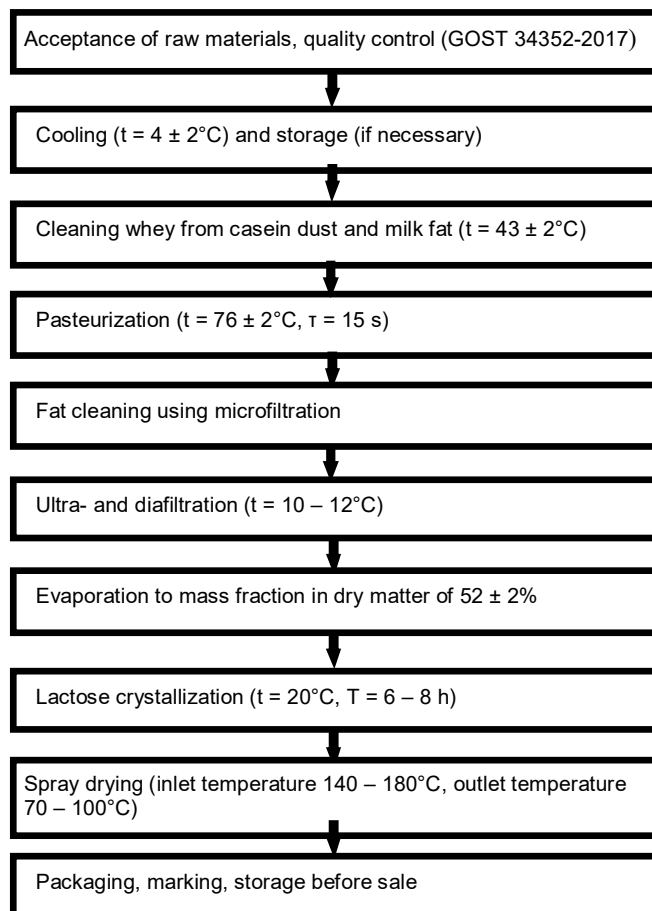 Acceptance of raw materials, quality control (GOST 34352-2017)
Cooling (t = 4 ± 2°C) and storage (if necessary)
Cleaning whey from casein dust and milk fat (t = 43 ± 2°C)
Pasteurization (t = 76 ± 2°C, τ = 15 s)
Fat cleaning using microfiltration
Ultra- and diafiltration (t = 10 – 12°C)
Evaporation to mass fraction in dry matter of 52 ± 2%
Lactose crystallization (t = 20°C, T = 6 – 8 h)
Spray drying (inlet temperature 140 – 180°C, outlet temperature
70 – 100°C)
Packaging, marking, storage before sale